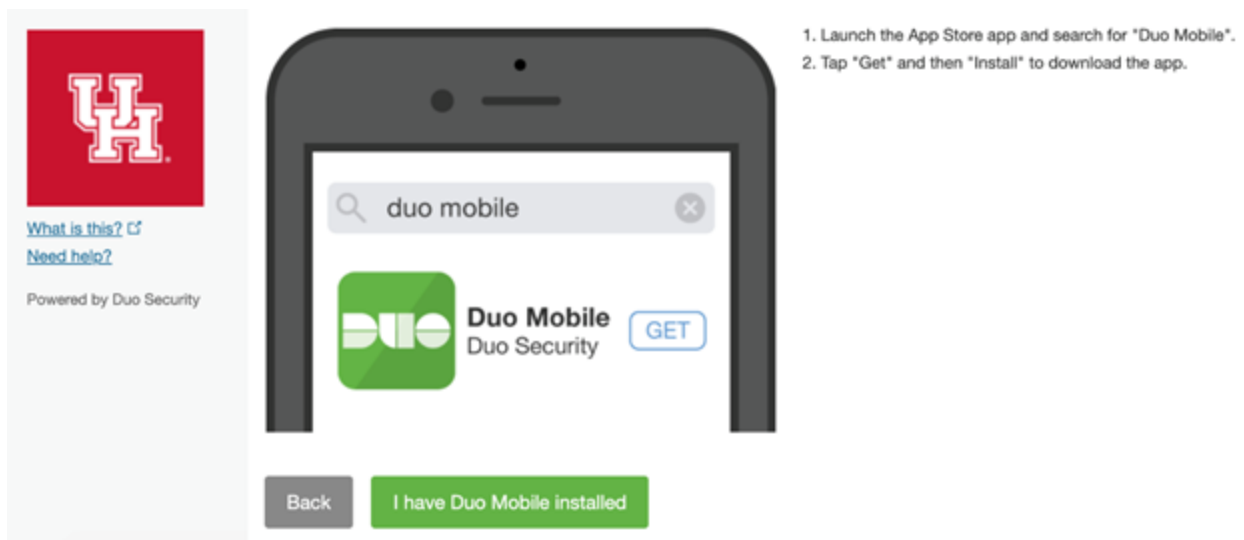 UH
What is this?
Need help?
Powered by Duo Security
duo mobile
DUO
Duo Mobile
Duo Security
GET
Back
I have Duo Mobile installed
1. Launch the App Store app and search for "Duo Mobile".
2. Tap "Get" and then "Install" to download the app.